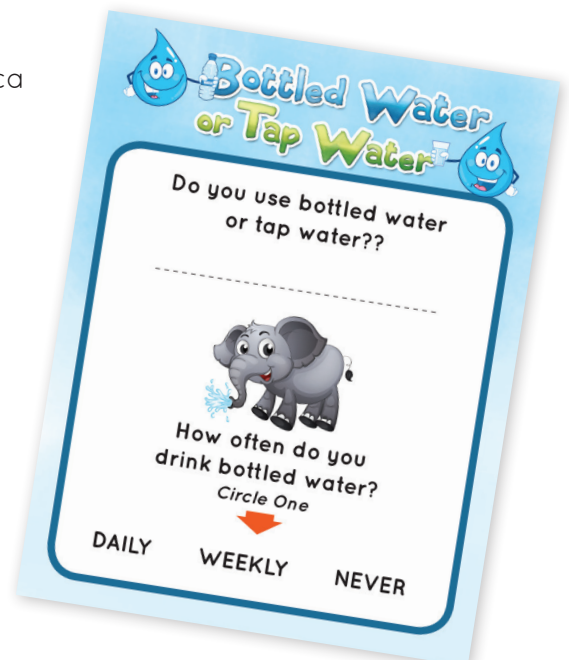 ca
Bottled Water
or Tap Water
Do you use bottled water
or tap water??
How often do you
drink bottled water?
Circle One
DAILY WEEKLY NEVER